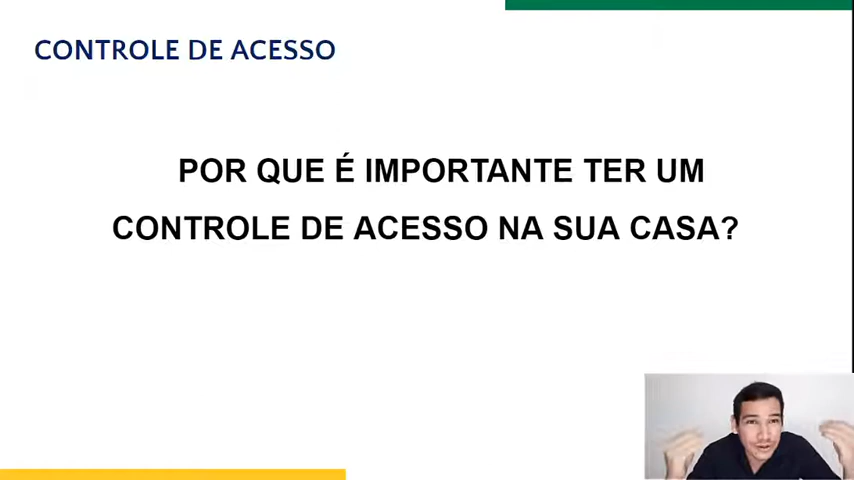 CONTROLE DE ACESSO
POR QUE É IMPORTANTE TER UM
CONTROLE DE ACESSO NA SUA CASA?